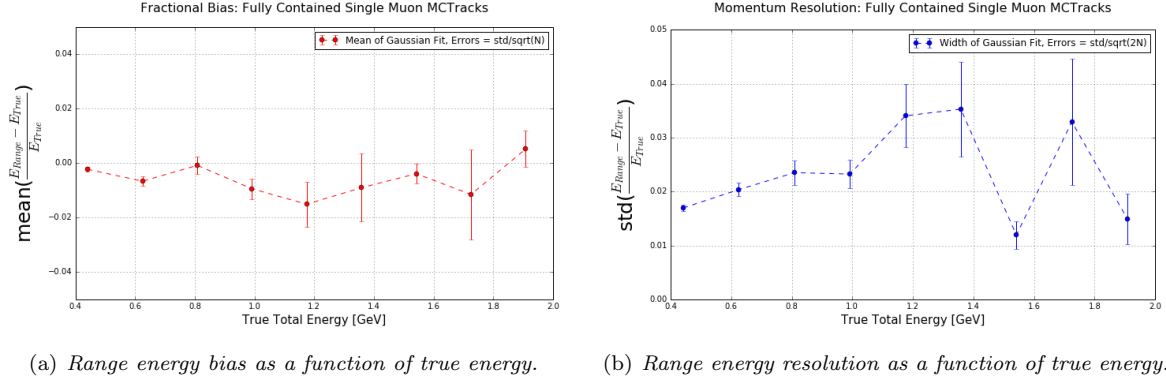 Fractional Bias: Fully Contained Single Muon MCTracks
Mean of Gaussian Fit, Errors = std/sqrt(N)
0.04
0.02
0.00
−0.02
−0.04
mean(E_Range − E_True / E_True)
0.4 0.6 0.8 1.0 1.2 1.4 1.6 1.8 2.0
True Total Energy [GeV]
(a) Range energy bias as a function of true energy.
Momentum Resolution: Fully Contained Single Muon MCTracks
Width of Gaussian Fit, Errors = std/sqrt(2N)
0.05
0.04
0.03
0.02
0.01
0.00
std(E_Range − E_True / E_True)
0.4 0.6 0.8 1.0 1.2 1.4 1.6 1.8 2.0
True Total Energy [GeV]
(b) Range energy resolution as a function of true energy.